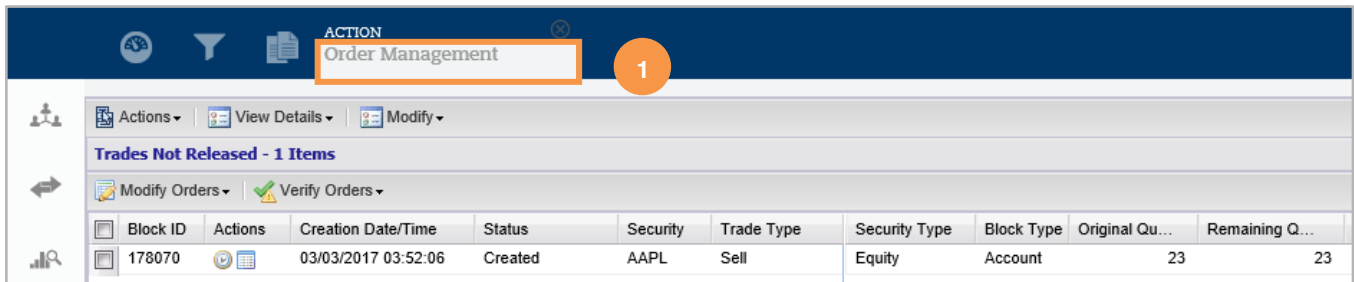 ACTION
Order Management
1
Actions View Details Modify
Trades Not Released - 1 Items
Modify Orders Verify Orders
Block ID Actions Creation Date/Time Status Security Trade Type Security Type Block Type Original Qu... Remaining Q...
178070 03/03/2017 03:52:06 Created AAPL Sell Equity Account 23 23